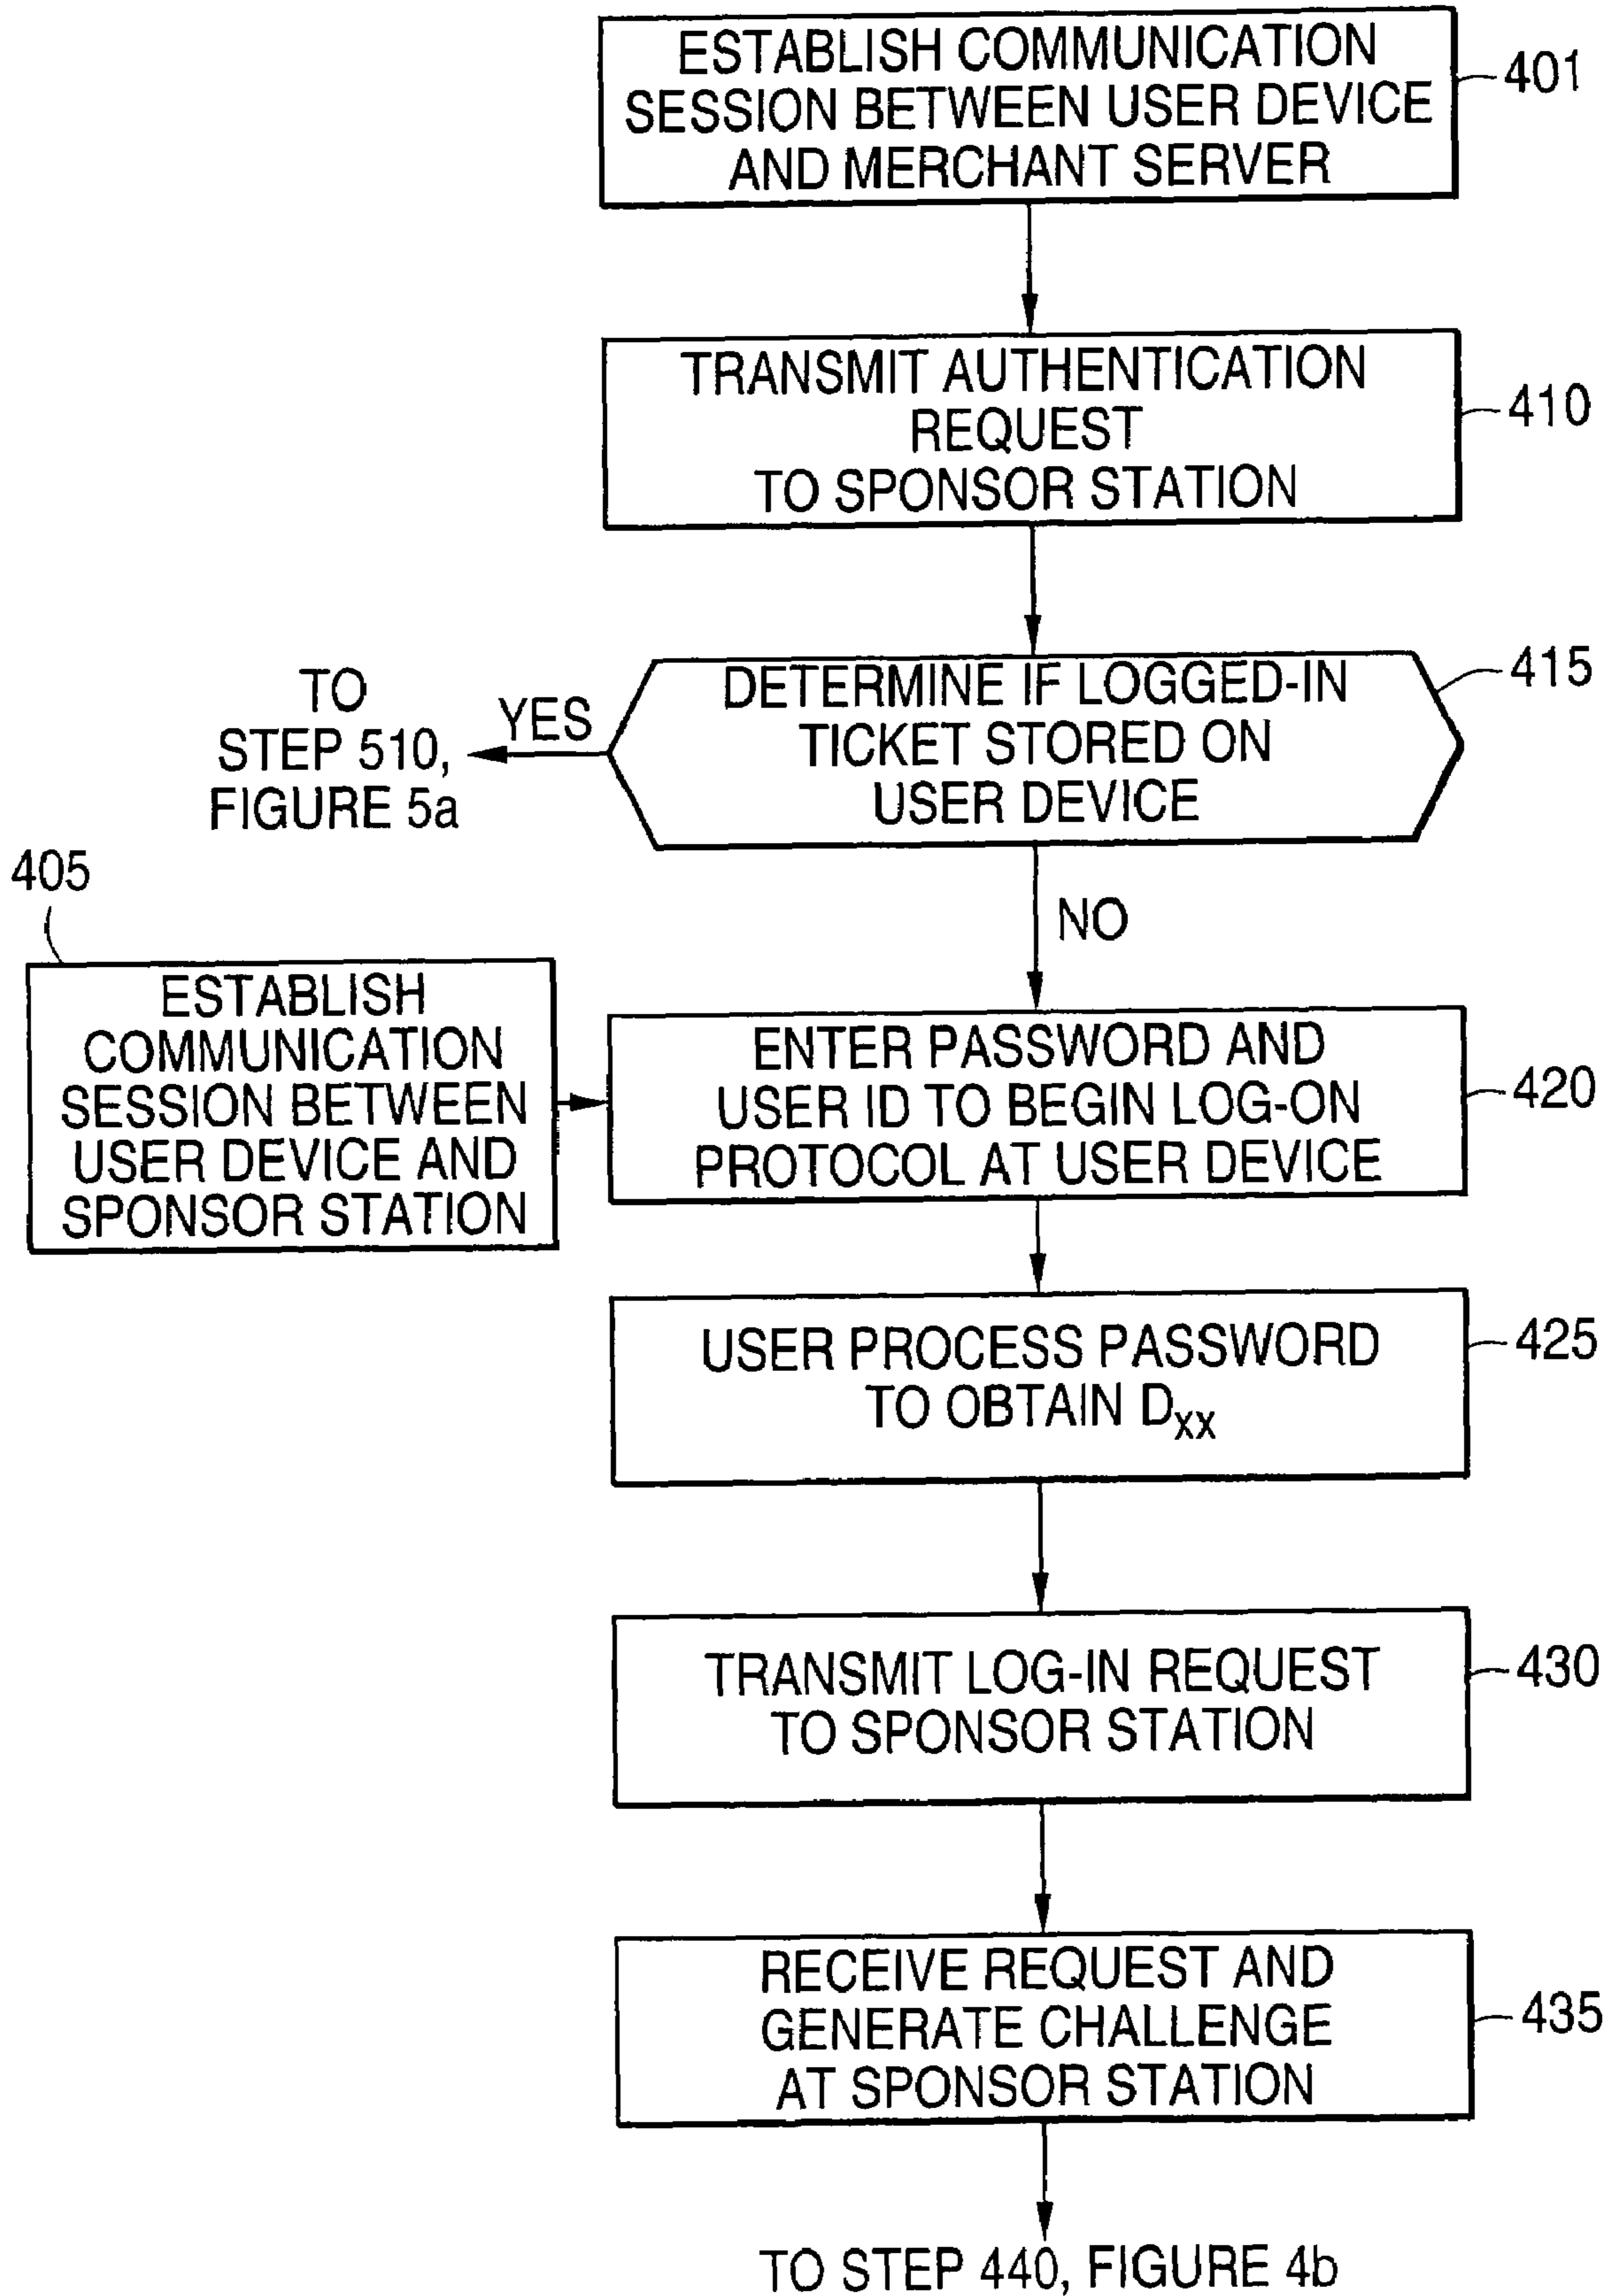 ESTABLISH COMMUNICATION
SESSION BETWEEN USER DEVICE
AND MERCHANT SERVER
401
TRANSMIT AUTHENTICATION
REQUEST
TO SPONSOR STATION
410
DETERMINE IF LOGGED-IN
TICKET STORED ON
USER DEVICE
415
YES
TO
STEP 510,
FIGURE 5a
NO
405
ESTABLISH
COMMUNICATION
SESSION BETWEEN
USER DEVICE AND
SPONSOR STATION
ENTER PASSWORD AND
USER ID TO BEGIN LOG-ON
PROTOCOL AT USER DEVICE
420
USER PROCESS PASSWORD
TO OBTAIN Dxx
425
TRANSMIT LOG-IN REQUEST
TO SPONSOR STATION
430
RECEIVE REQUEST AND
GENERATE CHALLENGE
AT SPONSOR STATION
435
TO STEP 440, FIGURE 4b